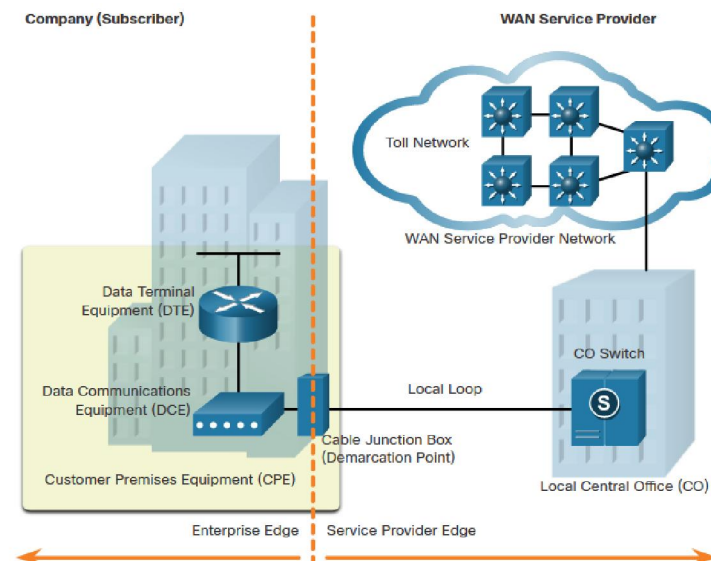 Company (Subscriber)
WAN Service Provider
Toll Network
WAN Service Provider Network
Data Terminal
Equipment (DTE)
CO Switch
Data Communications
Equipment (DCE)
Local Loop
S
Cable Junction Box
(Demarcation Point)
Customer Premises Equipment (CPE)
Local Central Office (CO)
Enterprise Edge
Service Provider Edge